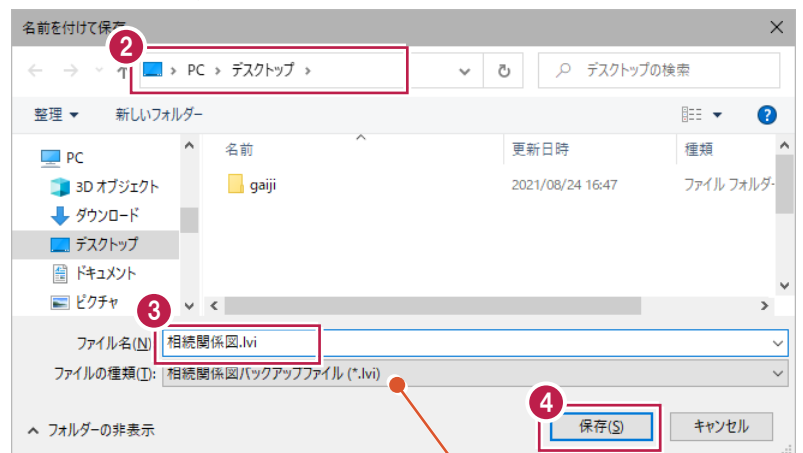 名前を付けて保存
2
PC › デスクトップ ›
デスクトップの検索
整理 新しいフォルダー
?
名前 更新日時 種類
PC
3D オブジェクト
ダウンロード
デスクトップ
ドキュメント
ピクチャ
gaiji 2021/08/24 16:47 ファイル フォルダー
3
ファイル名(N) 相続関係図.lvi
ファイルの種類(T): 相続関係図バックアップファイル (*.lvi)
4
フォルダーの非表示
保存(S) キャンセル